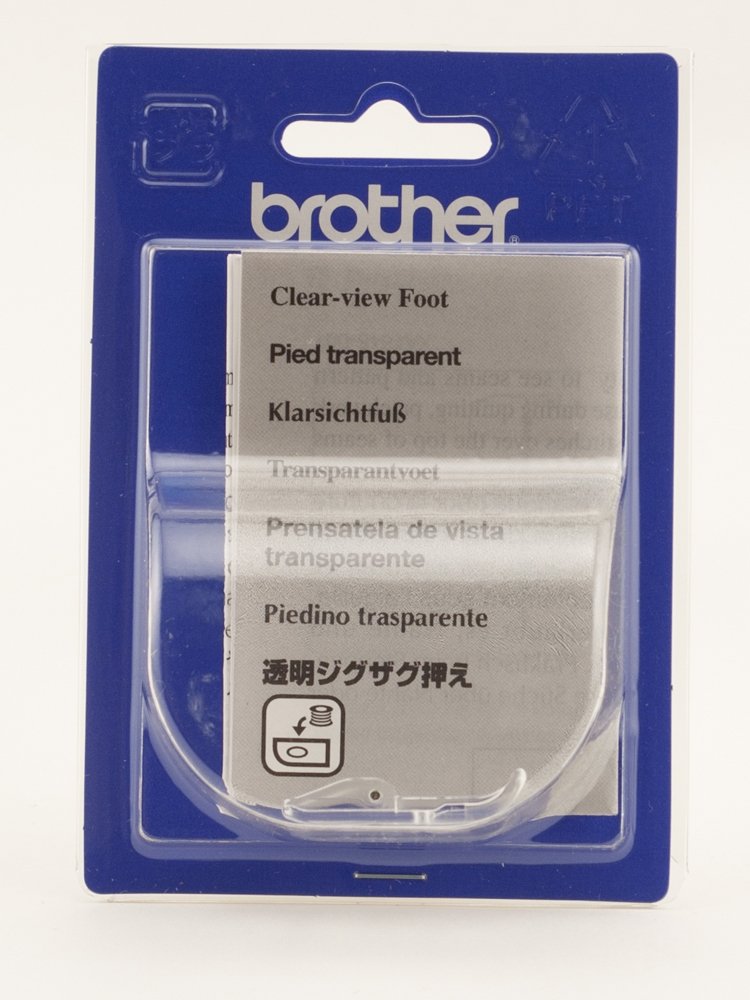 brother®
Clear-view Foot
Pied transparent
Klarsichtfuß
Transparantvoet
Prensatela de vista
transparente
Piedino trasparente
透明ジグザグ押え